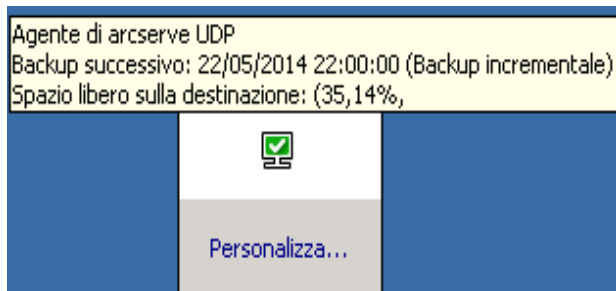 Agente di arcserve UDP
Backup successivo: 22/05/2014 22:00:00 (Backup incrementale)
Spazio libero sulla destinazione: (35,14%,
Personalizza...